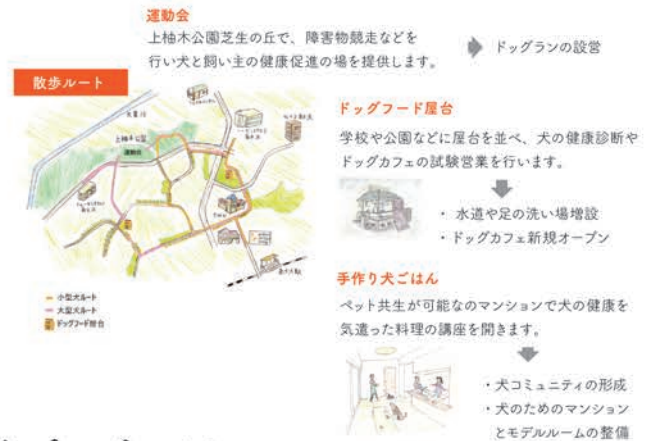 運動会
上柚木公園芝生の丘で、障害物競走などを
行い犬と飼い主の健康促進の場を提供します。
ドッグランの設営
散歩ルート
上柚木公園
運動会
小型犬ルート
大型犬ルート
ドッグフード屋台
ドッグフード屋台
学校や公園などに屋台を並べ、犬の健康診断や
ドッグカフェの試験営業を行います。
・ 水道や足の洗い場増設
・ドッグカフェ新規オープン
手作り犬ごはん
ペット共生が可能なのマンションで犬の健康を
気遣った料理の講座を開きます。
・犬コミュニティの形成
・犬のためのマンション
とモデルルームの整備